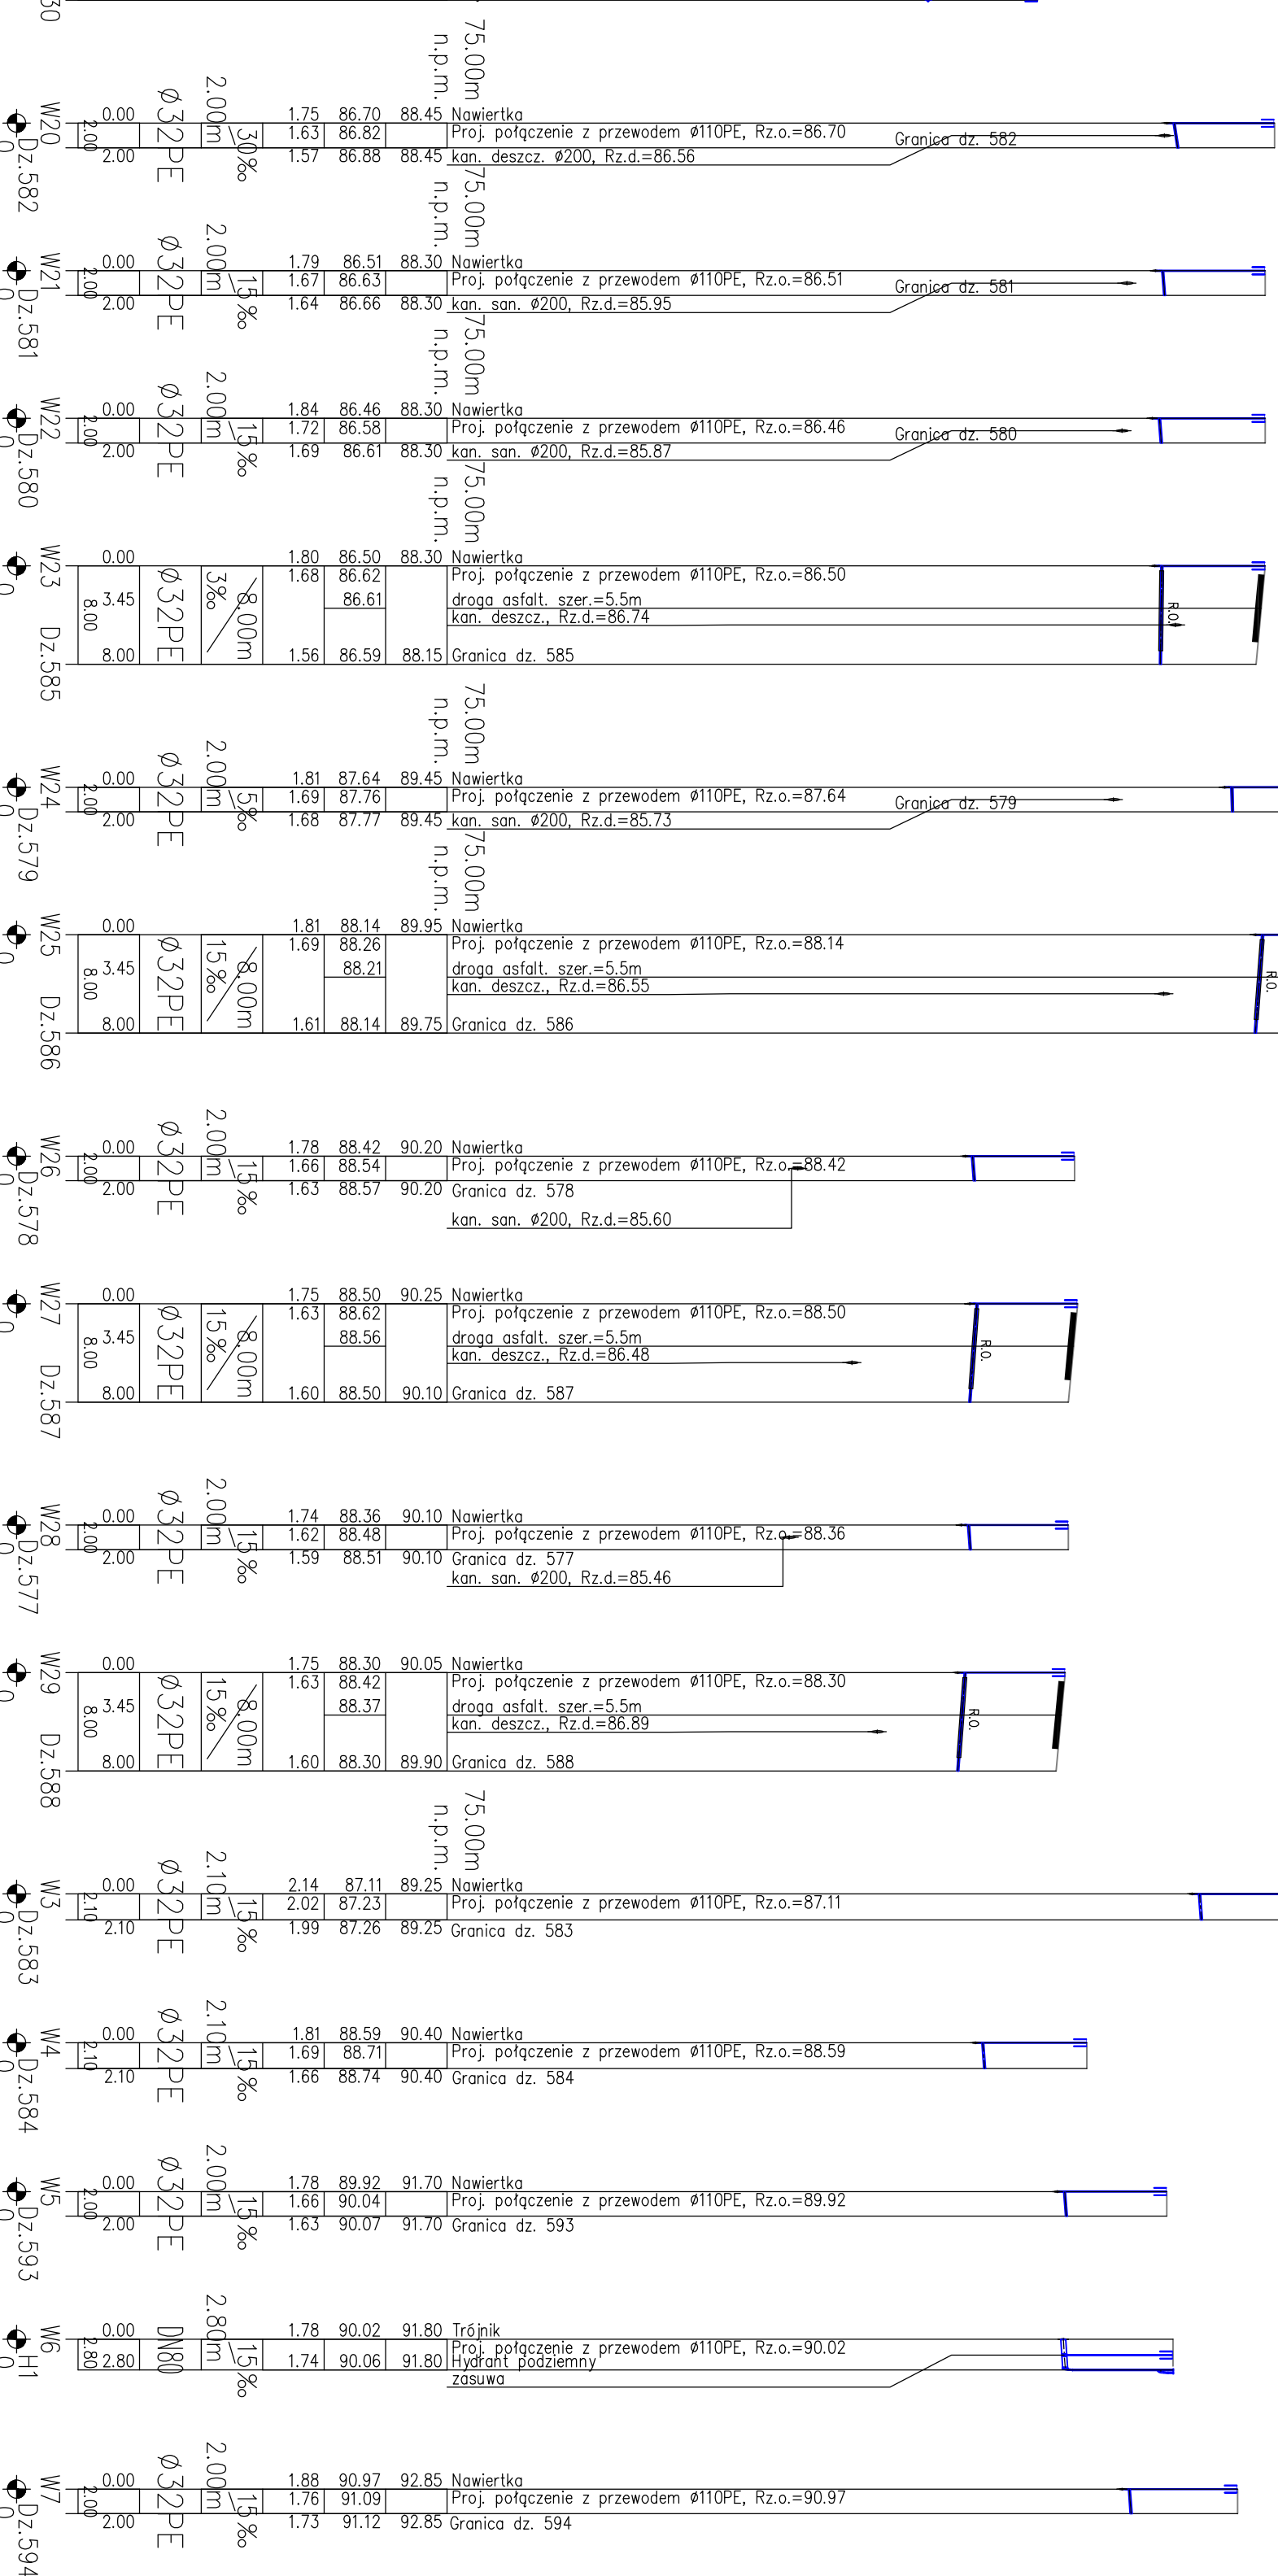 30
75.00m
n.p.m.
W20
Dz.582
0
0.00
2.00
2.00
Ø32PE
2.00m
30‰
1.75 86.70 88.45 Nawiertka
1.63 86.82 Proj. połączenie z przewodem ø110PE, Rz.o.=86.70
1.57 86.88 88.45 kan. deszcz. ø200, Rz.d.=86.56
Granica dz. 582
75.00m
n.p.m.
W21
Dz.581
0
0.00
2.00
2.00
Ø32PE
2.00m
15‰
1.79 86.51 88.30 Nawiertka
1.67 86.63 Proj. połączenie z przewodem ø110PE, Rz.o.=86.51
1.64 86.66 88.30 kan. san. ø200, Rz.d.=85.95
Granica dz. 581
75.00m
n.p.m.
W22
Dz.580
0
0.00
2.00
2.00
Ø32PE
2.00m
15‰
1.84 86.46 88.30 Nawiertka
1.72 86.58 Proj. połączenie z przewodem ø110PE, Rz.o.=86.46
1.69 86.61 88.30 kan. san. ø200, Rz.d.=85.87
Granica dz. 580
75.00m
n.p.m.
W23
Dz.585
0
0.00
3.45
8.00
8.00
Ø32PE
3‰
8.00m
1.80 86.50 88.30 Nawiertka
1.68 86.62 Proj. połączenie z przewodem ø110PE, Rz.o.=86.50
86.61 droga asfalt. szer.=5.5m
kan. deszcz., Rz.d.=86.74
1.56 86.59 88.15 Granica dz. 585
R.O.
75.00m
n.p.m.
W24
Dz.579
0
0.00
2.00
2.00
Ø32PE
2.00m
5‰
1.81 87.64 89.45 Nawiertka
1.69 87.76 Proj. połączenie z przewodem ø110PE, Rz.o.=87.64
1.68 87.77 89.45 kan. san. ø200, Rz.d.=85.73
Granica dz. 579
75.00m
n.p.m.
W25
Dz.586
0
0.00
3.45
8.00
8.00
Ø32PE
15‰
8.00m
1.81 88.14 89.95 Nawiertka
1.69 88.26 Proj. połączenie z przewodem ø110PE, Rz.o.=88.14
88.21 droga asfalt. szer.=5.5m
kan. deszcz., Rz.d.=86.55
1.61 88.14 89.75 Granica dz. 586
R.O.
W26
Dz.578
0
0.00
2.00
2.00
Ø32PE
2.00m
15‰
1.78 88.42 90.20 Nawiertka
1.66 88.54 Proj. połączenie z przewodem ø110PE, Rz.o.=88.42
1.63 88.57 90.20 Granica dz. 578
kan. san. ø200, Rz.d.=85.60
W27
Dz.587
0
0.00
3.45
8.00
8.00
Ø32PE
15‰
8.00m
1.75 88.50 90.25 Nawiertka
1.63 88.62 Proj. połączenie z przewodem ø110PE, Rz.o.=88.50
88.56 droga asfalt. szer.=5.5m
kan. deszcz., Rz.d.=86.48
1.60 88.50 90.10 Granica dz. 587
R.O.
W28
Dz.577
0
0.00
2.00
2.00
Ø32PE
2.00m
15‰
1.74 88.36 90.10 Nawiertka
1.62 88.48 Proj. połączenie z przewodem ø110PE, Rz.o.=88.36
1.59 88.51 90.10 Granica dz. 577
kan. san. ø200, Rz.d.=85.46
W29
Dz.588
0
0.00
3.45
8.00
8.00
Ø32PE
15‰
8.00m
1.75 88.30 90.05 Nawiertka
1.63 88.42 Proj. połączenie z przewodem ø110PE, Rz.o.=88.30
88.37 droga asfalt. szer.=5.5m
kan. deszcz., Rz.d.=86.89
1.60 88.30 89.90 Granica dz. 588
R.O.
75.00m
n.p.m.
W3
Dz.583
0
0.00
2.10
2.10
Ø32PE
2.10m
15‰
2.14 87.11 89.25 Nawiertka
2.02 87.23 Proj. połączenie z przewodem ø110PE, Rz.o.=87.11
1.99 87.26 89.25 Granica dz. 583
W4
Dz.584
0
0.00
2.10
2.10
Ø32PE
2.10m
15‰
1.81 88.59 90.40 Nawiertka
1.69 88.71 Proj. połączenie z przewodem ø110PE, Rz.o.=88.59
1.66 88.74 90.40 Granica dz. 584
W5
Dz.593
0
0.00
2.00
2.00
Ø32PE
2.00m
15‰
1.78 89.92 91.70 Nawiertka
1.66 90.04 Proj. połączenie z przewodem ø110PE, Rz.o.=89.92
1.63 90.07 91.70 Granica dz. 593
W6
H1
0
0.00
2.80
2.80
DN80
2.80m
15‰
1.78 90.02 91.80 Trójnik
Proj. połączenie z przewodem ø110PE, Rz.o.=90.02
1.74 90.06 91.80 Hydrant podziemny
zasuwa
W7
Dz.594
0
0.00
2.00
2.00
Ø32PE
2.00m
15‰
1.88 90.97 92.85 Nawiertka
1.76 91.09 Proj. połączenie z przewodem ø110PE, Rz.o.=90.97
1.73 91.12 92.85 Granica dz. 594